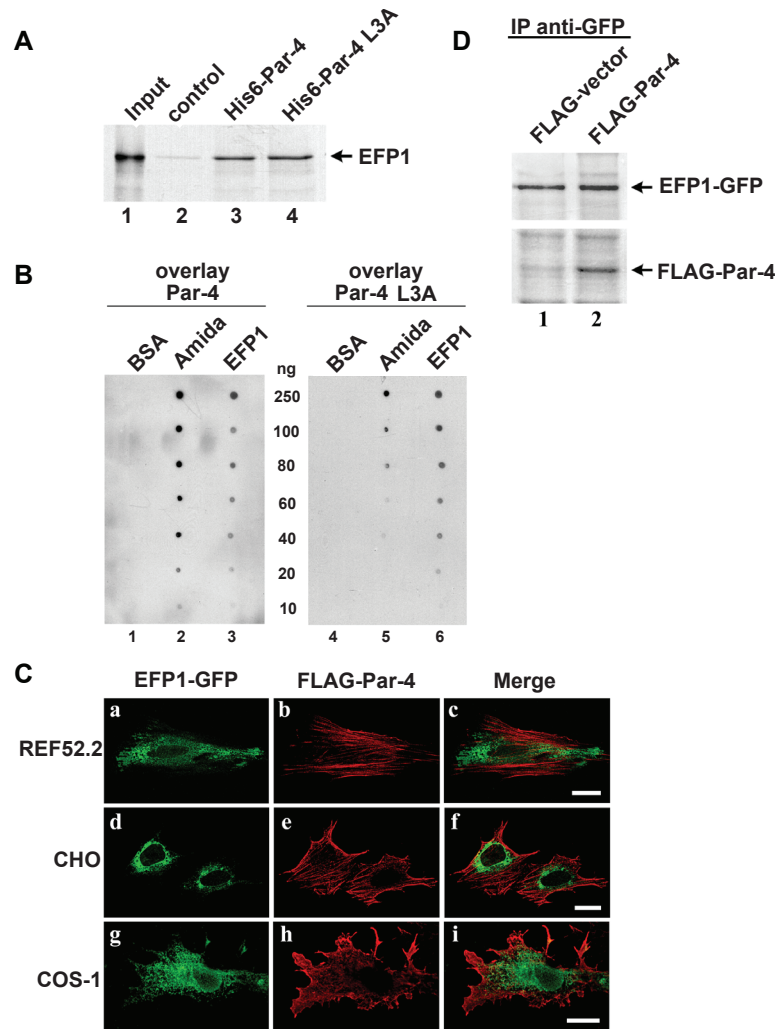 A
Input
control
His6-Par-4
His6-Par-4 L3A
EFP1
1 2 3 4
D
IP anti-GFP
FLAG-vector
FLAG-Par-4
EFP1-GFP
FLAG-Par-4
1 2
B
overlay
Par-4
overlay
Par-4 L3A
BSA
Amida
EFP1
ng
BSA
Amida
EFP1
250
100
80
60
40
20
10
1 2 3 4 5 6
C
EFP1-GFP FLAG-Par-4 Merge
REF52.2
a b c
CHO
d e f
COS-1
g h i